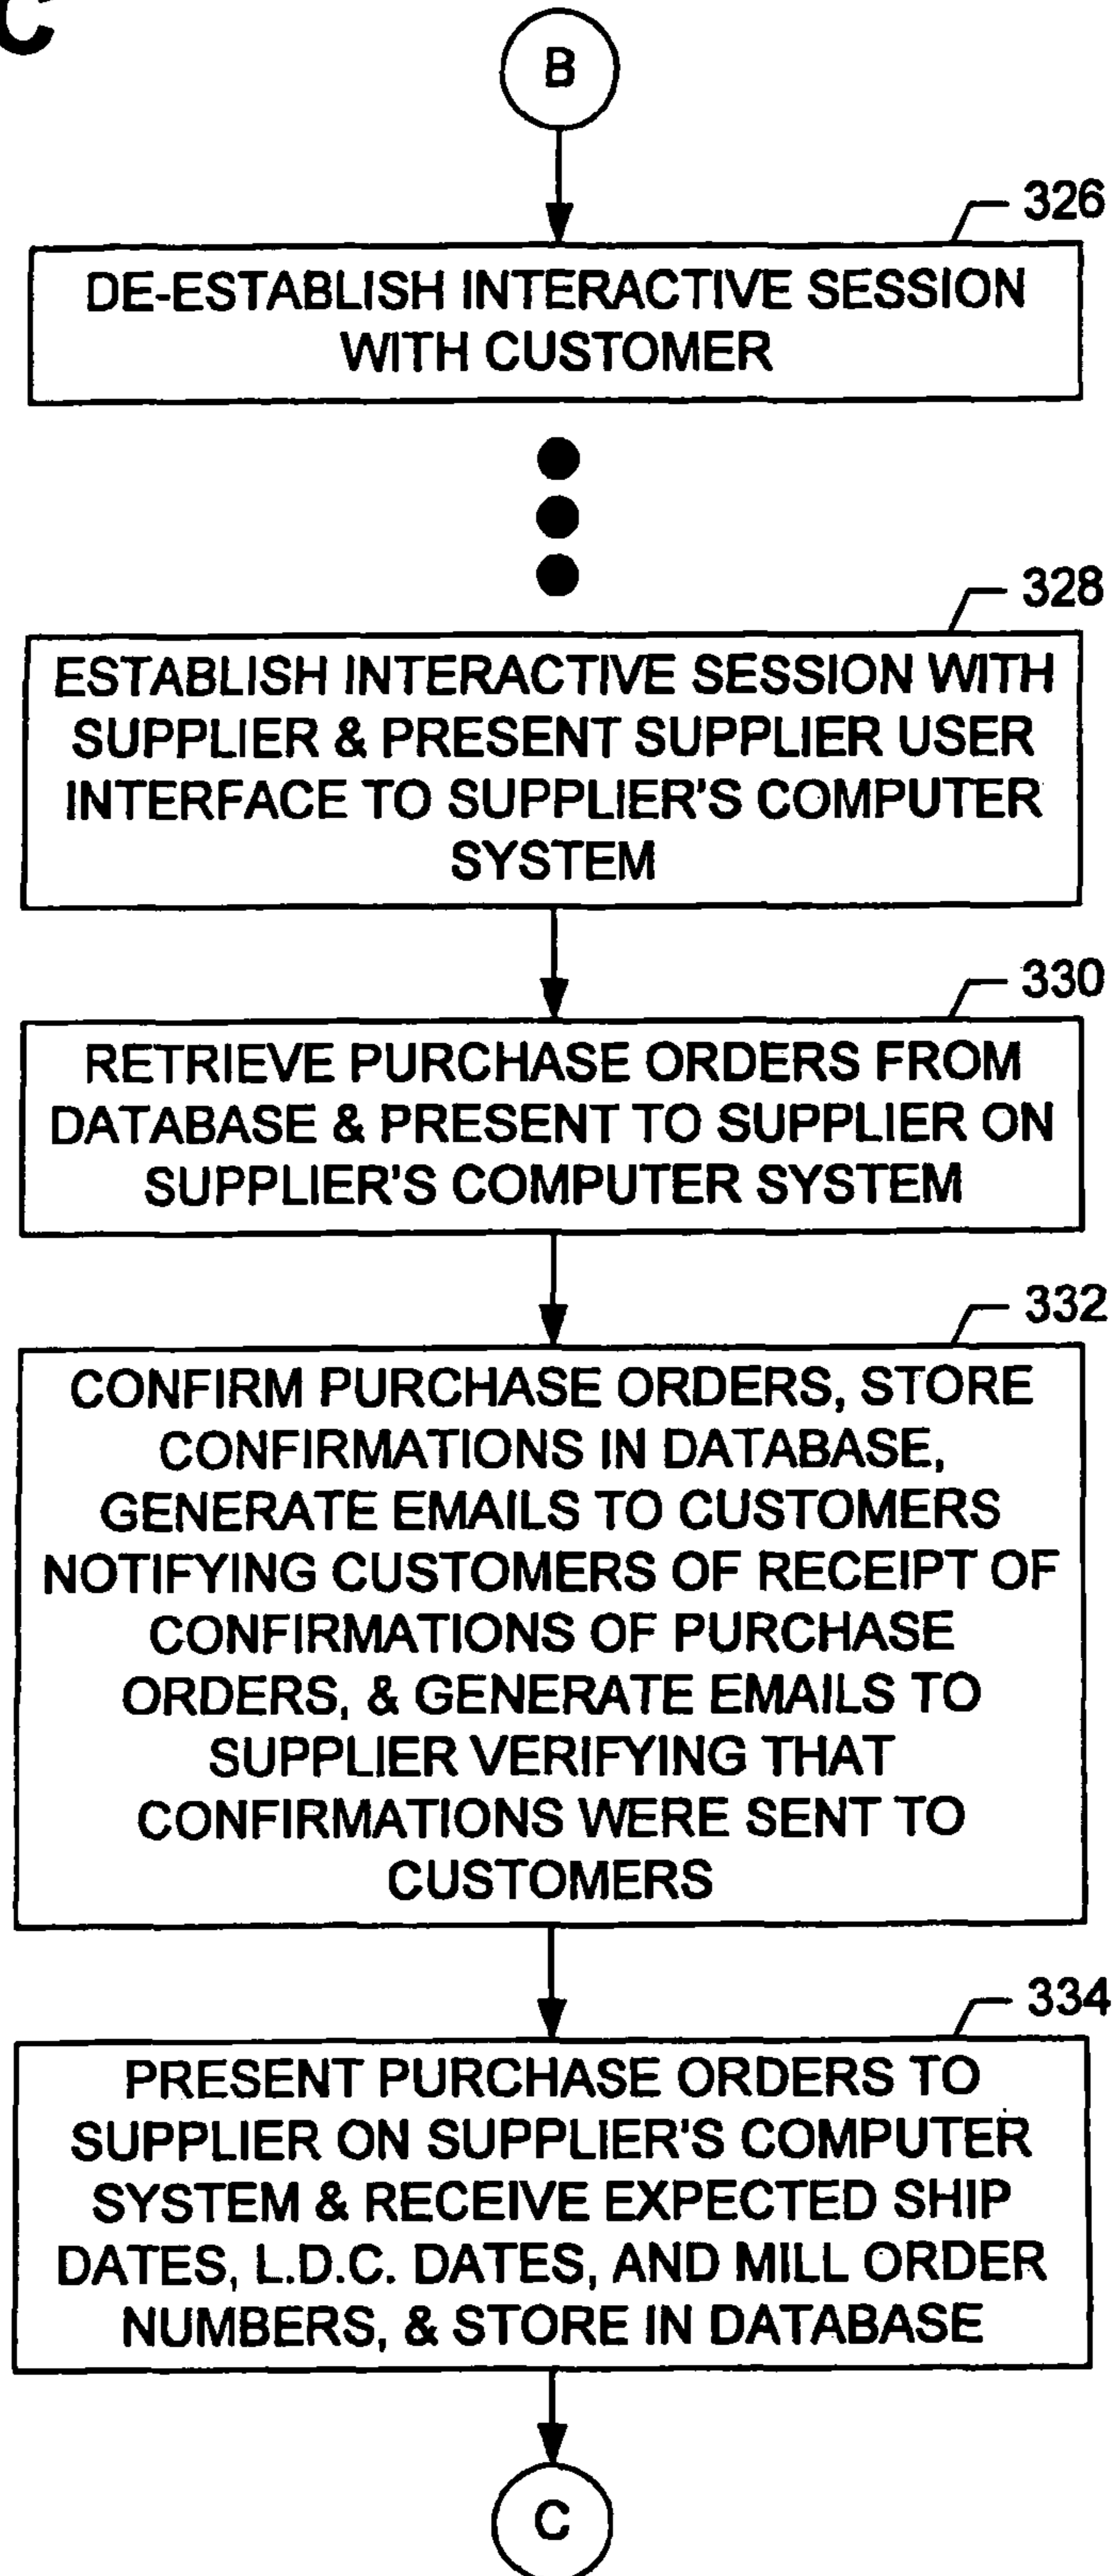 C
B
326
DE-ESTABLISH INTERACTIVE SESSION
WITH CUSTOMER
328
ESTABLISH INTERACTIVE SESSION WITH
SUPPLIER & PRESENT SUPPLIER USER
INTERFACE TO SUPPLIER'S COMPUTER
SYSTEM
330
RETRIEVE PURCHASE ORDERS FROM
DATABASE & PRESENT TO SUPPLIER ON
SUPPLIER'S COMPUTER SYSTEM
332
CONFIRM PURCHASE ORDERS, STORE
CONFIRMATIONS IN DATABASE,
GENERATE EMAILS TO CUSTOMERS
NOTIFYING CUSTOMERS OF RECEIPT OF
CONFIRMATIONS OF PURCHASE
ORDERS, & GENERATE EMAILS TO
SUPPLIER VERIFYING THAT
CONFIRMATIONS WERE SENT TO
CUSTOMERS
334
PRESENT PURCHASE ORDERS TO
SUPPLIER ON SUPPLIER'S COMPUTER
SYSTEM & RECEIVE EXPECTED SHIP
DATES, L.D.C. DATES, AND MILL ORDER
NUMBERS, & STORE IN DATABASE
C